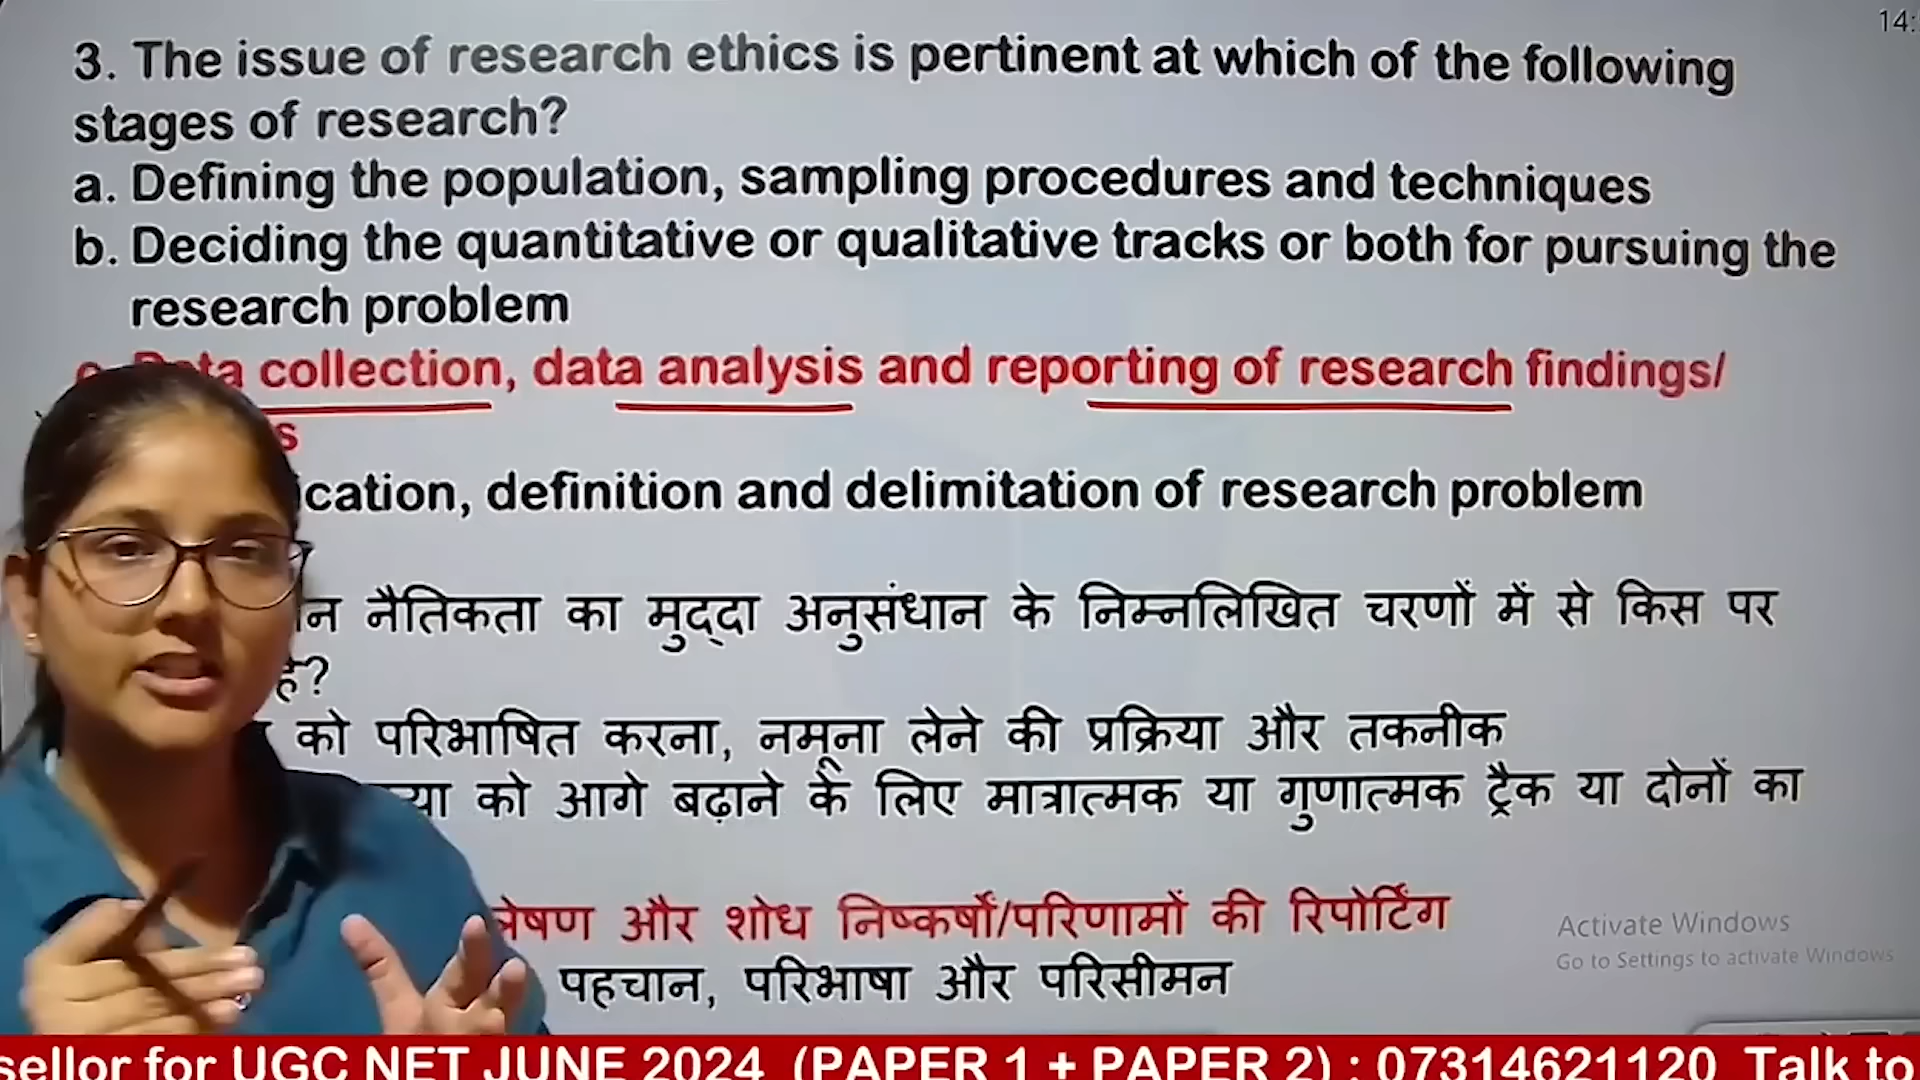 14:
3. The issue of research ethics is pertinent at which of the following
stages of research?
a. Defining the population, sampling procedures and techniques
b. Deciding the quantitative or qualitative tracks or both for pursuing the
research problem
collection, data analysis and reporting of research findings/
definition and delimitation of research problem
नैतिकता का मुद्दा अनुसंधान के निम्नलिखित चरणों में से किस पर
है?
को परिभाषित करना, नमूना लेने की प्रक्रिया और तकनीक
को आगे बढ़ाने के लिए मात्रात्मक या गुणात्मक ट्रैक या दोनों का
और शोध निष्कर्षों/परिणामों की रिपोर्टिंग
पहचान, परिभाषा और परिसीमन
Activate Windows
Go to Settings to activate Windows
sellor for UGC NET JUNE 2024 (PAPER 1 + PAPER 2) : 07314621120 Talk to